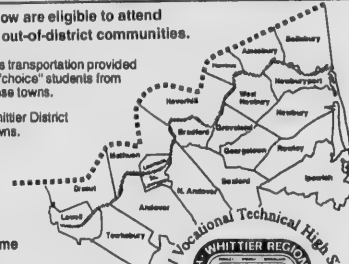 ow are eligible to attend
out-of-district communities.
s transportation provided
"choice" students from
se towns.
hittier District
wns.
me
Salisbury
Amesbury
Merrimac
Newburyport
West
Newbury
Haverhill
Newbury
Groveland
Bradford
Georgetown
Rowley
Methuen
Ipswich
Boxford
N. Andover
Dracut
Andover
Lowell
Tewksbury
l Vocational Technical High S
WHITTIER REGION